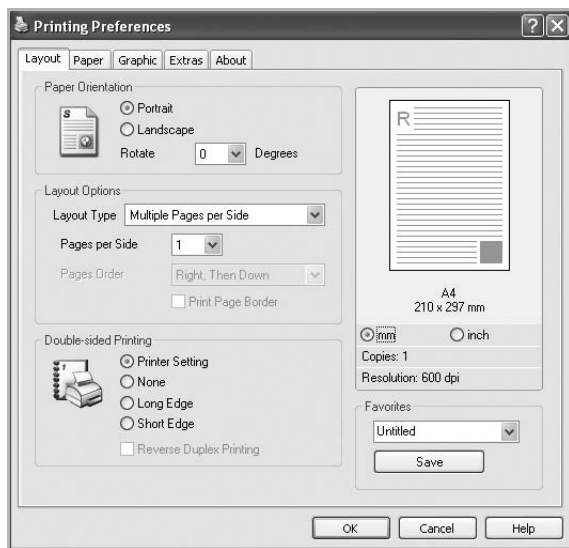 Printing Preferences
Layout Paper Graphic Extras About
Paper Orientation
S
Portrait
Landscape
Rotate 0 Degrees
Layout Options
Layout Type Multiple Pages per Side
Pages per Side 1
Pages Order Right, Then Down
Print Page Border
Double-sided Printing
Printer Setting
None
Long Edge
Short Edge
Reverse Duplex Printing
R
A4
210 x 297 mm
mm inch
Copies: 1
Resolution: 600 dpi
Favorites
Untitled
Save
OK Cancel Help